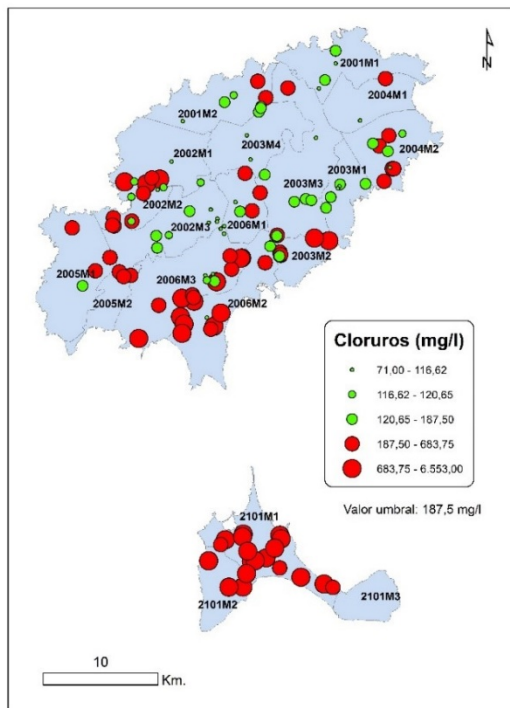 N
2001M1
2004M1
2001M2
2003M4
2004M2
2002M1
2003M1
2003M3
2002M2
2002M3
2006M1
2003M2
2005M1
2006M3
2005M2
2006M2
Cloruros (mg/l)
71,00 - 116,62
116,62 - 120,65
120,65 - 187,50
187,50 - 683,75
683,75 - 6.553,00
Valor umbral: 187,5 mg/l
2101M1
2101M2
2101M3
10
Km.